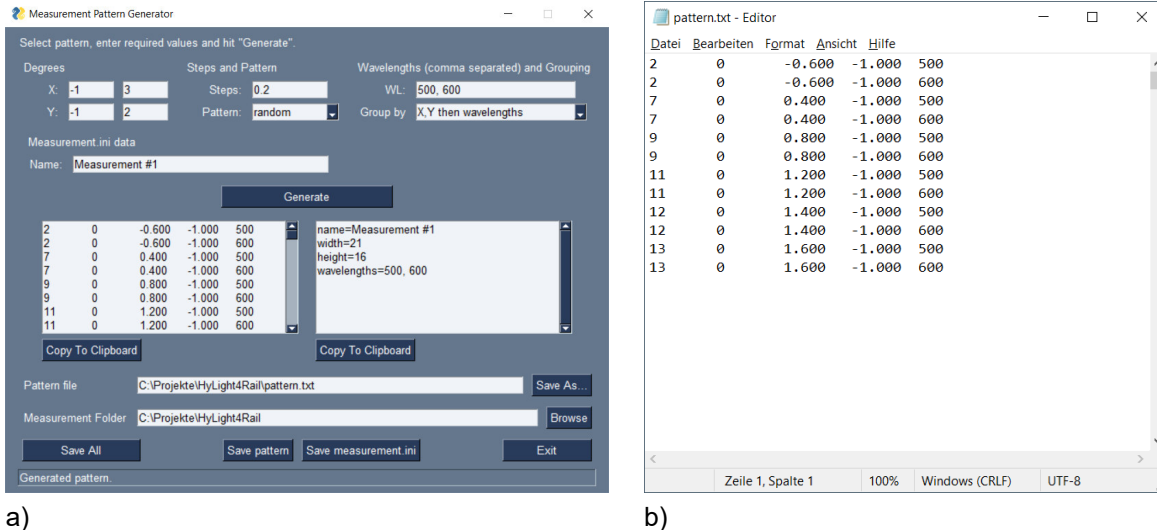 Measurement Pattern Generator
Select pattern, enter required values and hit "Generate".
Degrees Steps and Pattern Wavelengths (comma separated) and Grouping
X: -1 3 Steps: 0.2 WL: 500, 600
Y: -1 2 Pattern: random Group by X,Y then wavelengths
Measurement.ini data
Name: Measurement #1
Generate
2 0 -0.600 -1.000 500
2 0 -0.600 -1.000 600
7 0 0.400 -1.000 500
7 0 0.400 -1.000 600
9 0 0.800 -1.000 500
9 0 0.800 -1.000 600
11 0 1.200 -1.000 500
11 0 1.200 -1.000 600
name=Measurement #1
width=21
height=16
wavelengths=500, 600
Copy To Clipboard Copy To Clipboard
Pattern file C:\Projekte\HyLight4Rail\pattern.txt Save As...
Measurement Folder C:\Projekte\HyLight4Rail Browse
Save All Save pattern Save measurement.ini Exit
Generated pattern.
a)
pattern.txt - Editor
Datei Bearbeiten Format Ansicht Hilfe
2 0 -0.600 -1.000 500
2 0 -0.600 -1.000 600
7 0 0.400 -1.000 500
7 0 0.400 -1.000 600
9 0 0.800 -1.000 500
9 0 0.800 -1.000 600
11 0 1.200 -1.000 500
11 0 1.200 -1.000 600
12 0 1.400 -1.000 500
12 0 1.400 -1.000 600
13 0 1.600 -1.000 500
13 0 1.600 -1.000 600
Zeile 1, Spalte 1 100% Windows (CRLF) UTF-8
b)